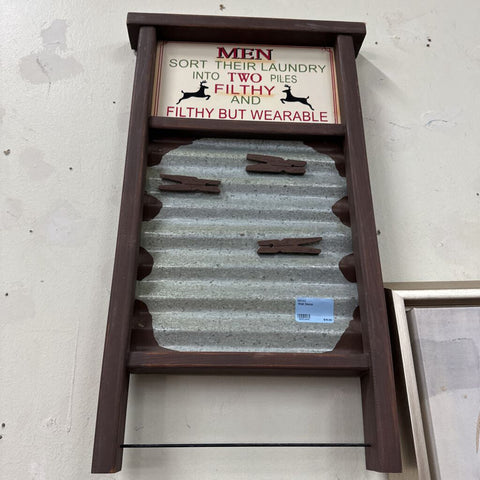 MEN
SORT THEIR LAUNDRY
INTO TWO PILES
FILTHY
AND
FILTHY BUT WEARABLE